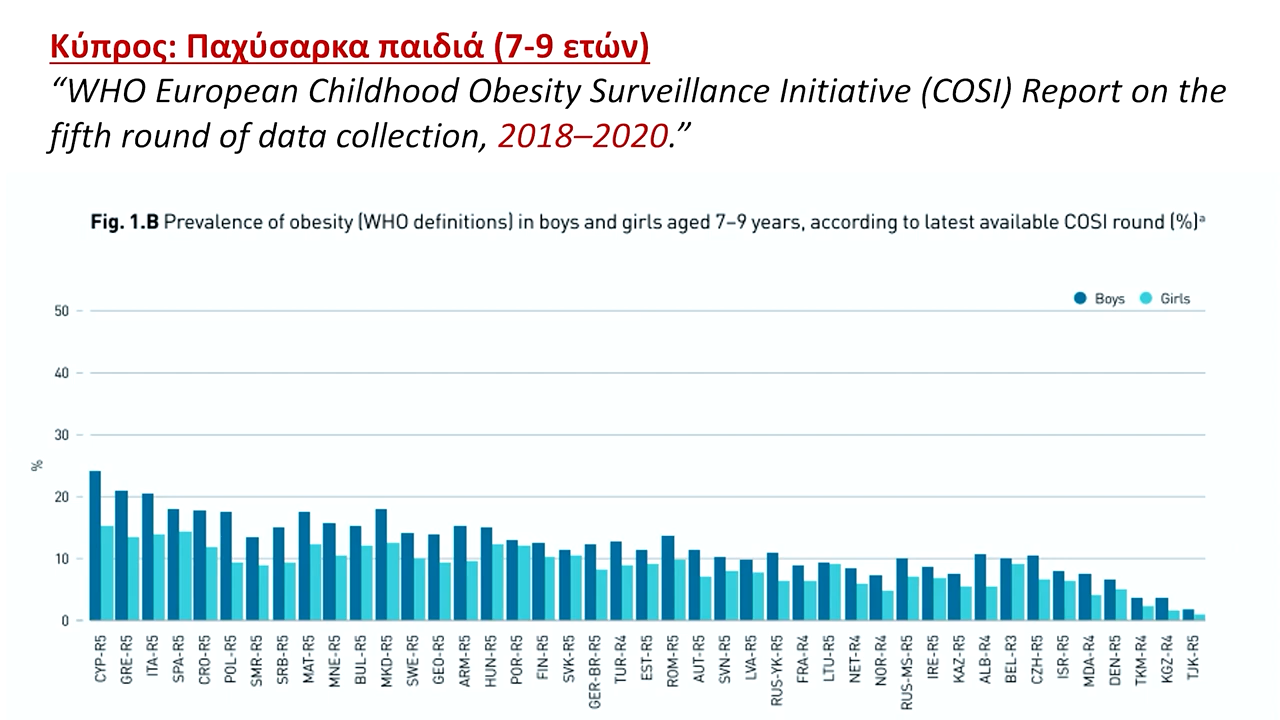 Κύπρος: Παχύσαρκα παιδιά (7-9 ετών)
“WHO European Childhood Obesity Surveillance Initiative (COSI) Report on the
fifth round of data collection, 2018–2020.”
Fig. 1.B Prevalence of obesity (WHO definitions) in boys and girls aged 7–9 years, according to latest available COSI round (%)ª
Boys Girls
50
40
30
%
20
10
0
CYP-R5
GRE-R5
ITA-R5
SPA-R5
CRO-R5
POL-R5
SMR-R5
SRB-R5
MAT-R5
MNE-R5
BUL-R5
MKD-R5
SWE-R5
GEO-R5
ARM-R5
HUN-R5
POR-R5
FIN-R5
SVK-R5
GER-BR-R5
TUR-R4
EST-R5
ROM-R5
AUT-R5
SVN-R5
LVA-R5
RUS-YK-R5
FRA-R4
LTU-R5
NET-R4
NOR-R4
RUS-MS-R5
IRE-R5
KAZ-R5
ALB-R4
BEL-R3
CZH-R5
ISR-R5
MDA-R4
DEN-R5
TKM-R4
KGZ-R4
TJK-R5